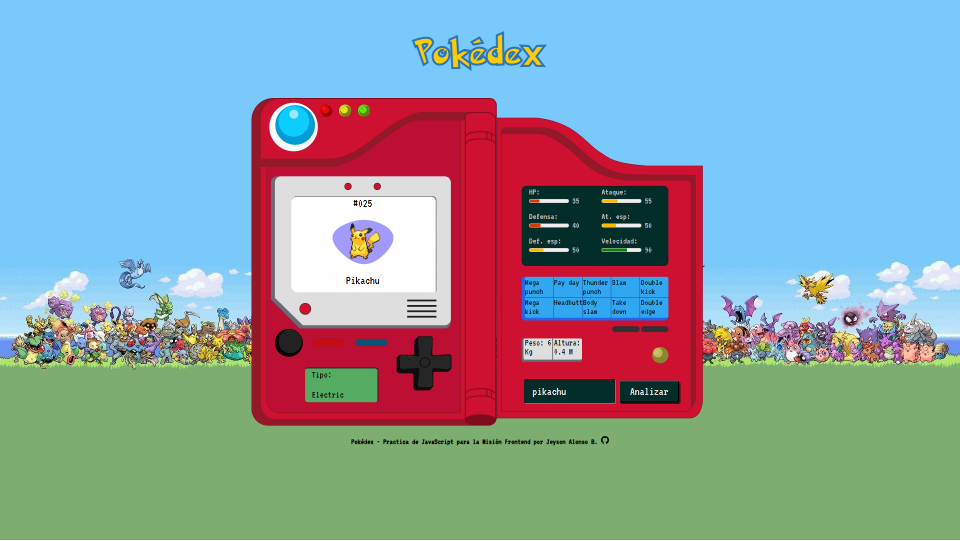 Pokédex
#025
Pikachu
Tipo:
Electric
HP: 35
Ataque: 55
Defensa: 40
At. esp: 50
Def. esp: 50
Velocidad: 90
Mega punch
Pay day
Thunder punch
Slam
Double kick
Mega kick
Headbutt
Body slam
Take down
Double edge
Peso: 6 Kg
Altura: 0.4 M
pikachu
Analizar
Pokédex - Practica de JavaScript para la Misión Frontend por Jeyson Alonso B.